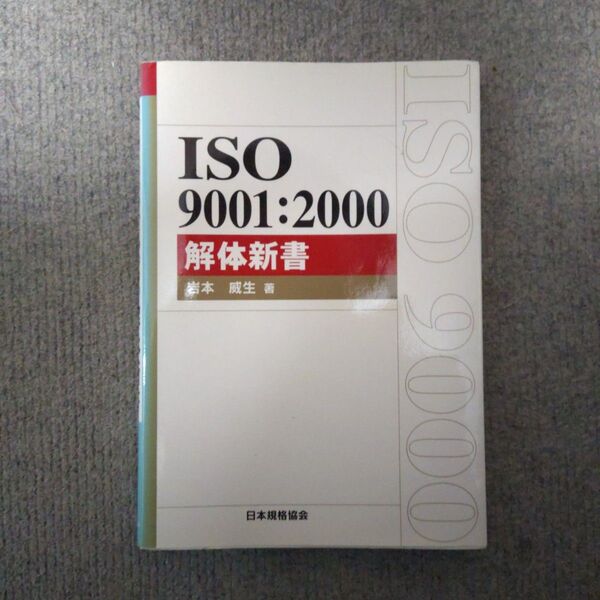 ISO
9001:2000
解体新書
岩本 威生 著
日本規格協会
ISO 9000